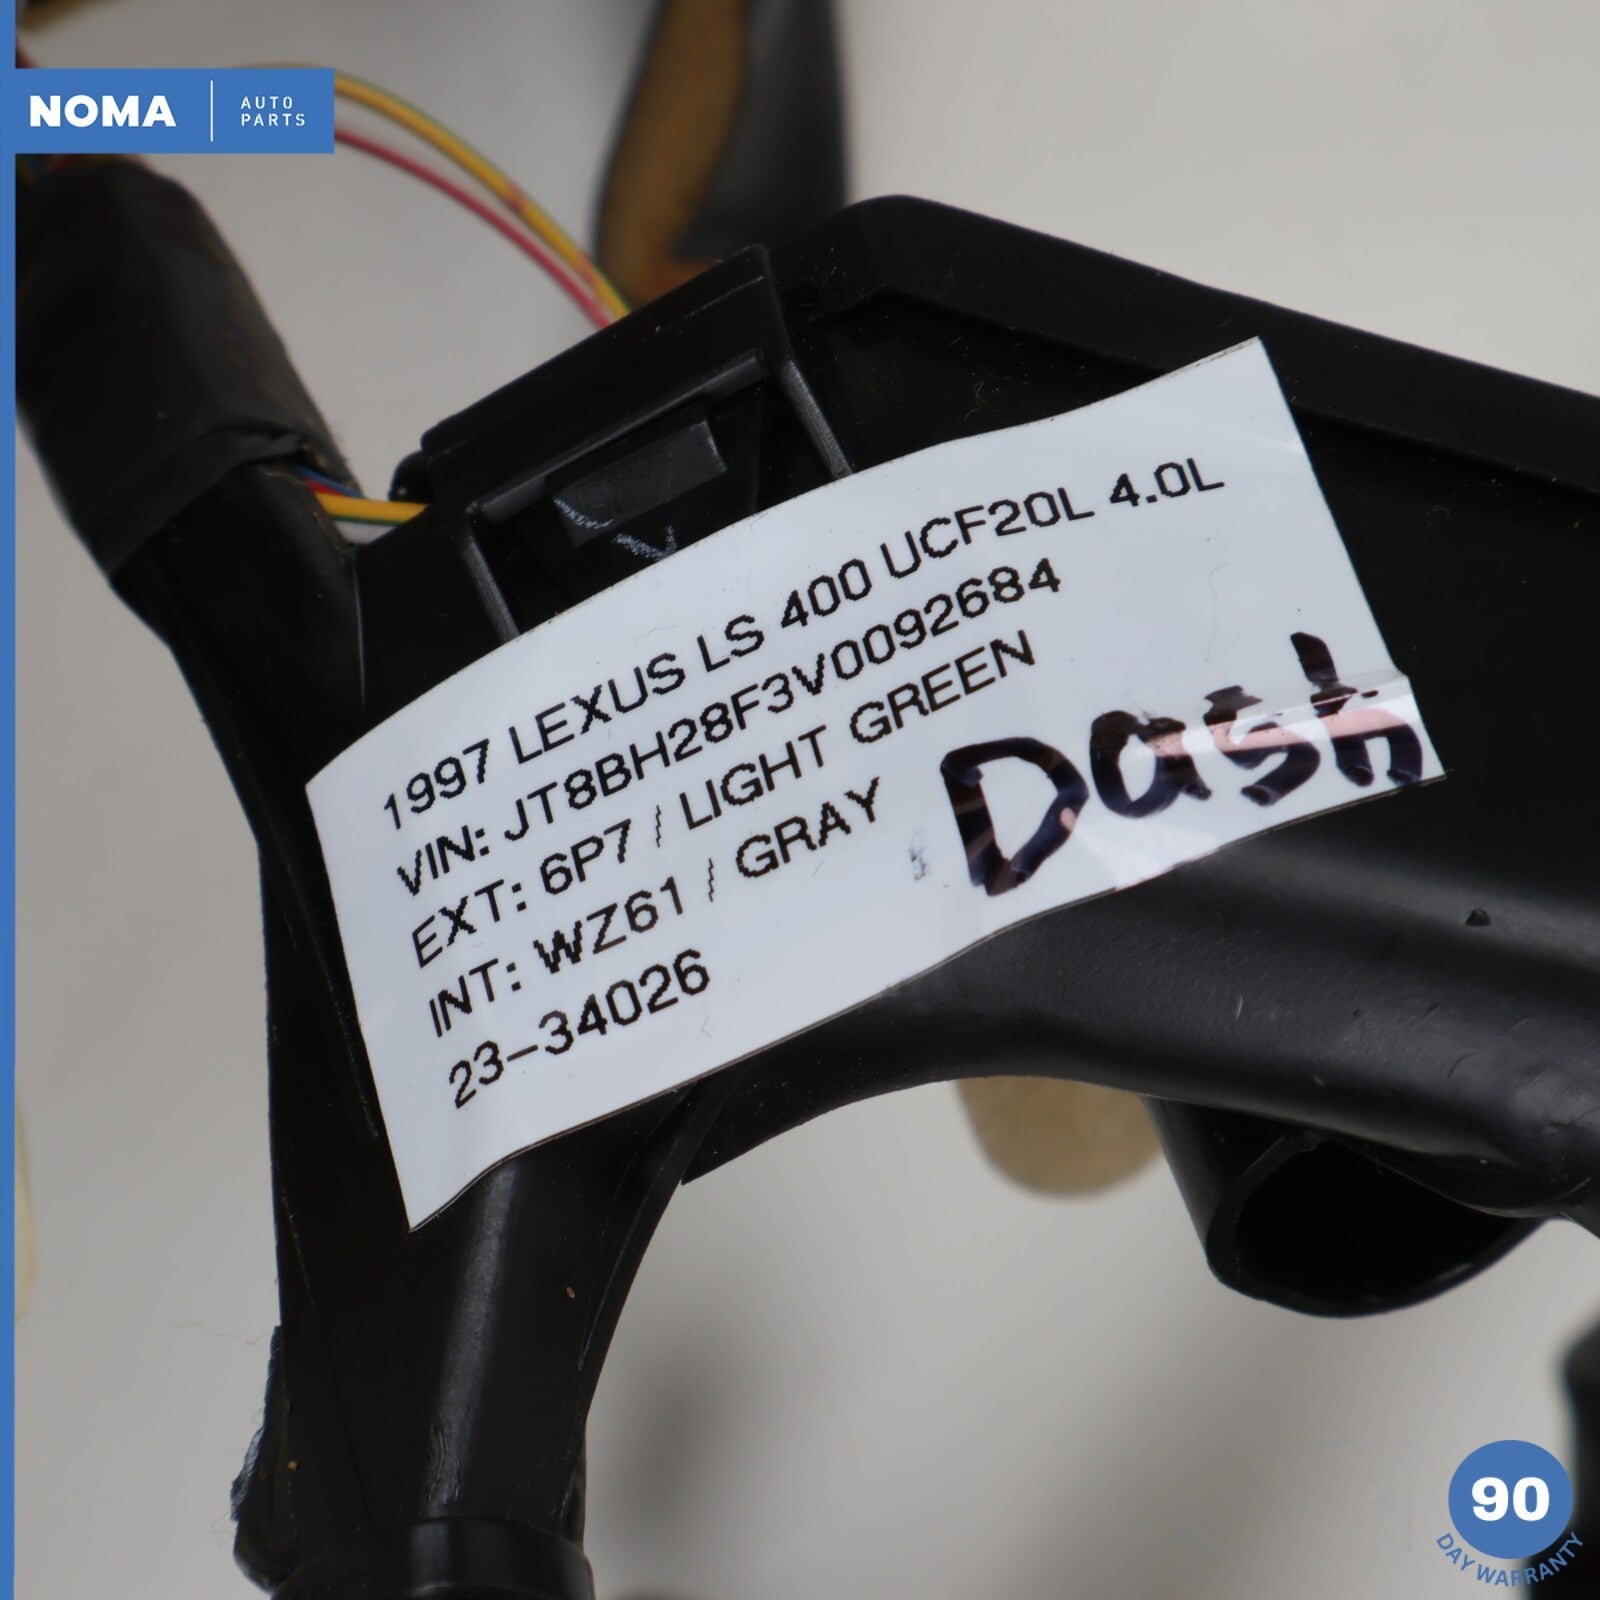 NOMA
AUTO
PARTS
1997 LEXUS LS 400 UCF20L 4.0L
VIN: JT8BH28F3V0092684
EXT: 6P7 / LIGHT GREEN
INT: WZ61 / GRAY
23-34026
Dash
90
DAY WARRANTY